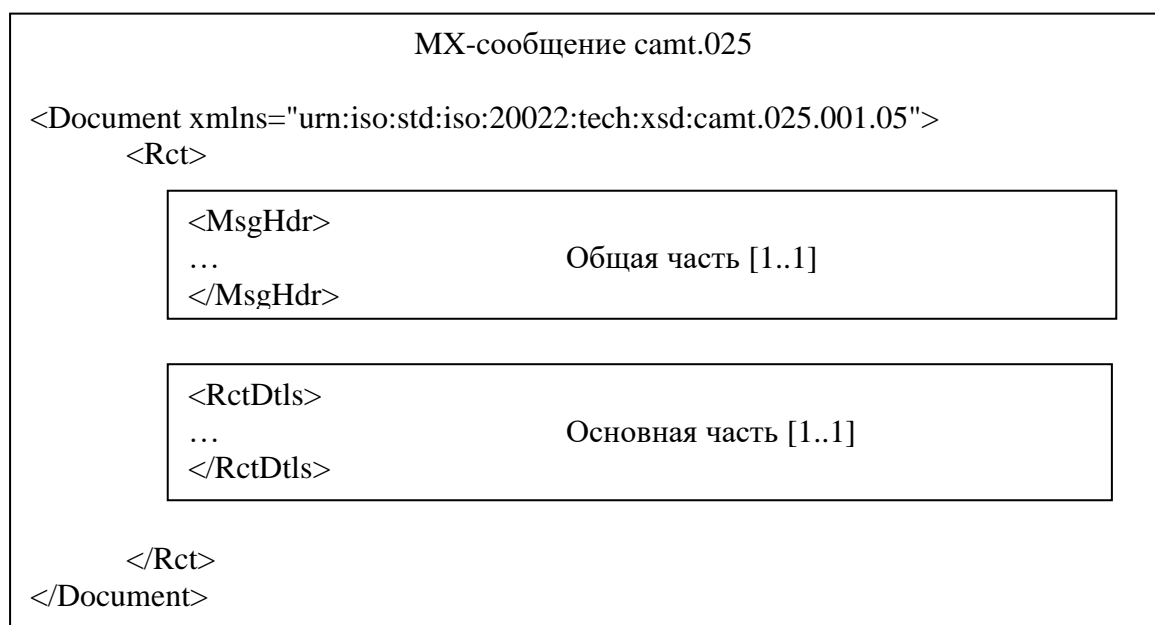 MX-сообщение camt.025
<Document xmlns="urn:iso:std:iso:20022:tech:xsd:camt.025.001.05">
<Rct>
<MsgHdr>
… Общая часть [1..1]
</MsgHdr>
<RctDtls>
… Основная часть [1..1]
</RctDtls>
</Rct>
</Document>